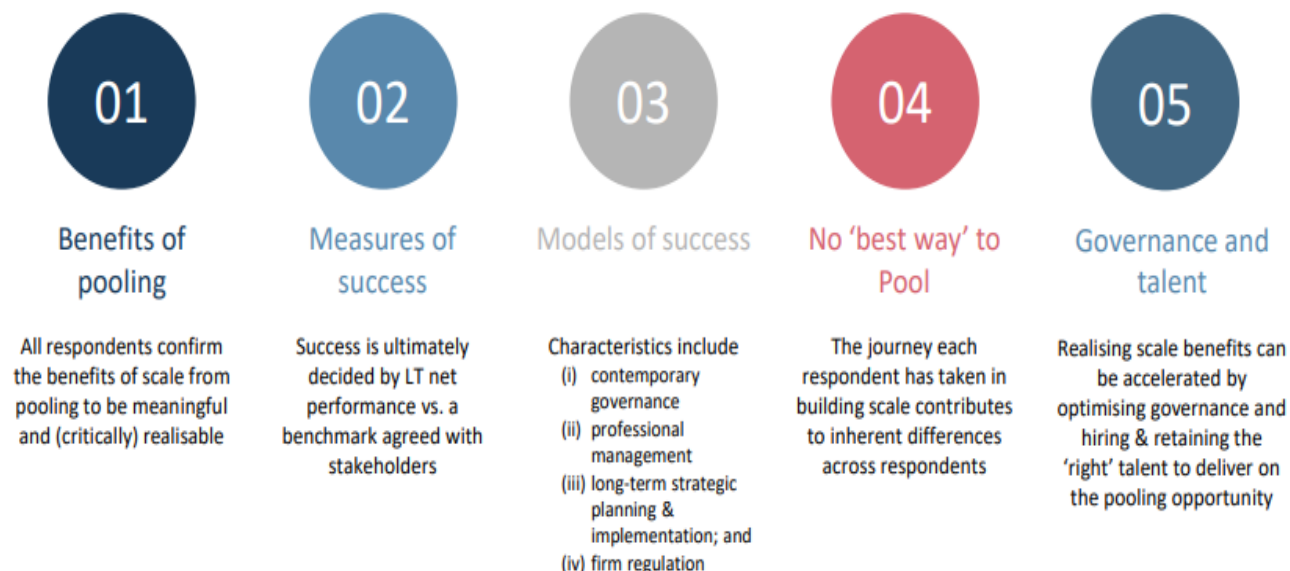 01
Benefits of
pooling
All respondents confirm
the benefits of scale from
pooling to be meaningful
and (critically) realisable
02
Measures of
success
Success is ultimately
decided by LT net
performance vs. a
benchmark agreed with
stakeholders
03
Models of success
Characteristics include
(i) contemporary
governance
(ii) professional
management
(iii) long-term strategic
planning &
implementation; and
(iv) firm regulation
04
No ‘best way’ to
Pool
The journey each
respondent has taken in
building scale contributes
to inherent differences
across respondents
05
Governance and
talent
Realising scale benefits can
be accelerated by
optimising governance and
hiring & retaining the
‘right’ talent to deliver on
the pooling opportunity